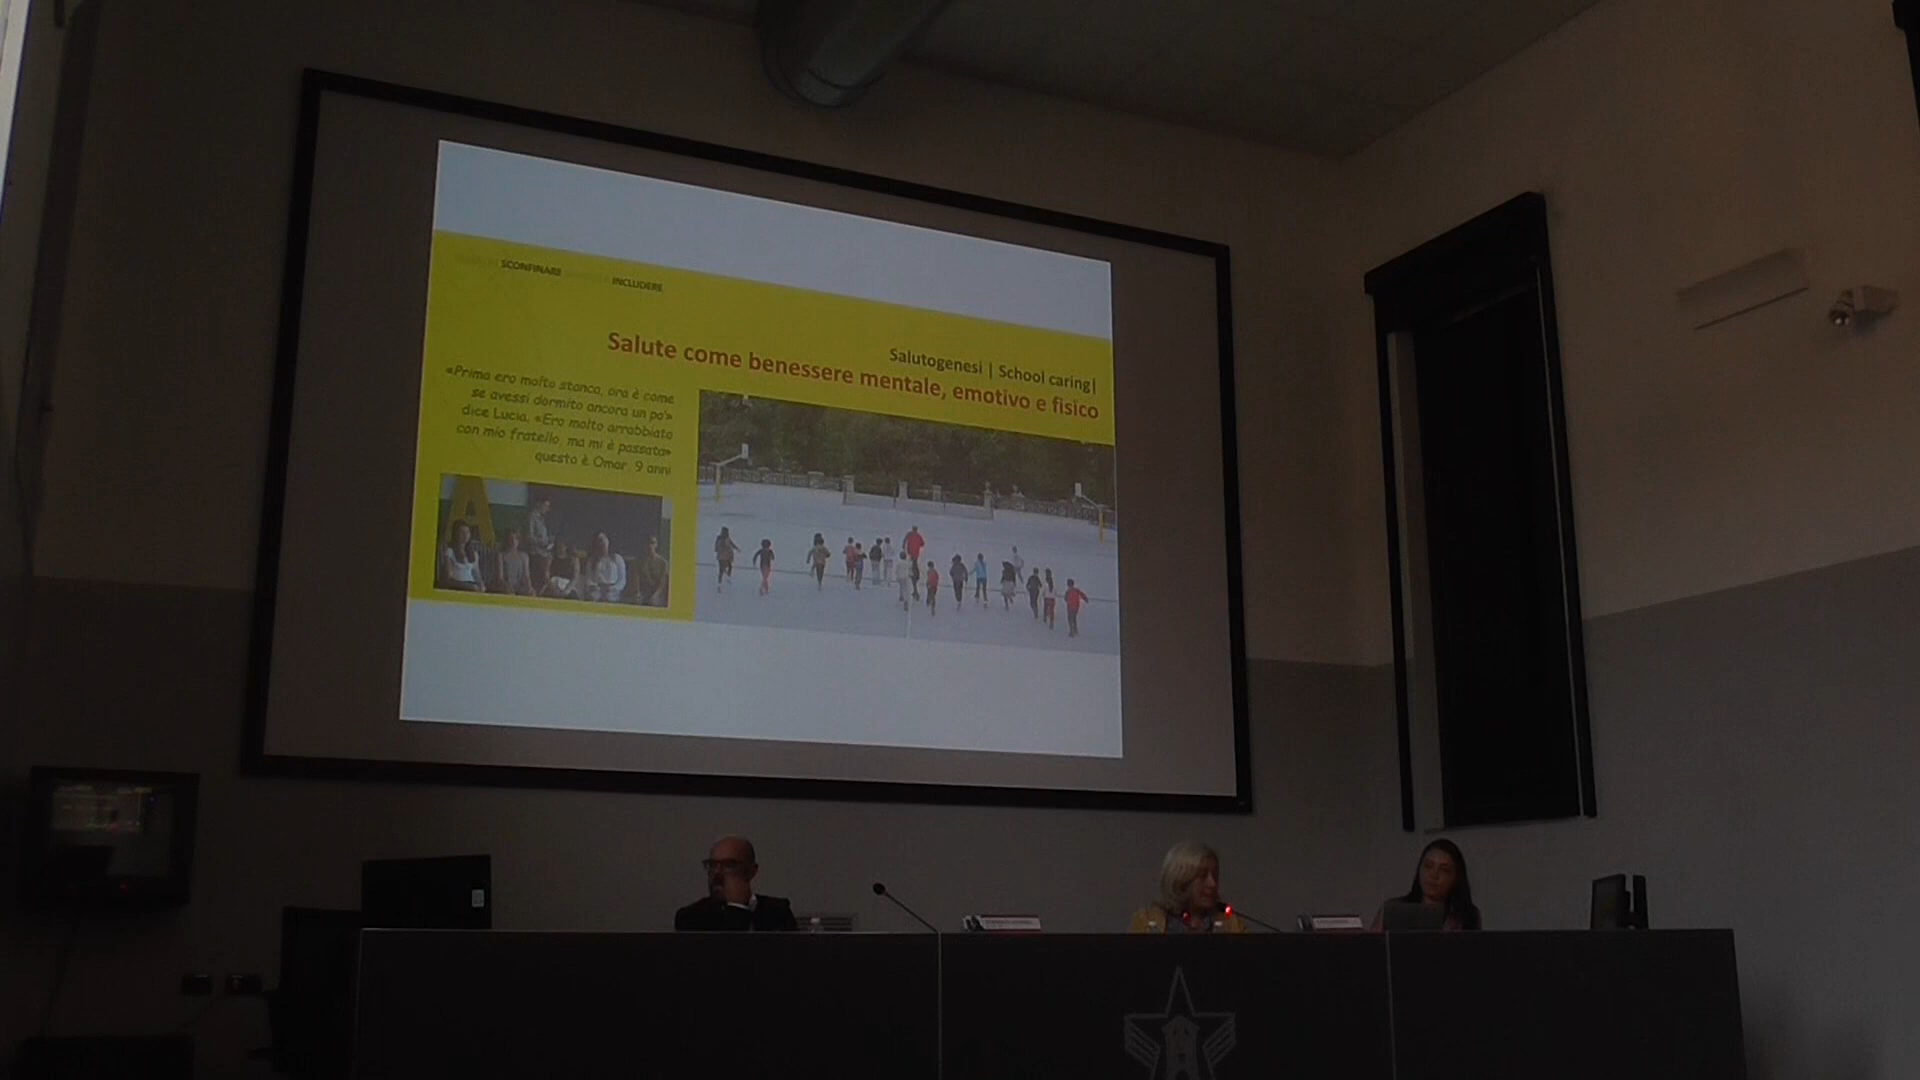 SCONFINARE INCLUDERE
Salutogenesi | School caring|
Salute come benessere mentale, emotivo e fisico
«Prima ero molto stanca, ora è come
se avessi dormito ancora un po'»
dice Lucia, «Ero molto arrabbiato
con mio fratello, ma mi è passata»
questo è Omar 9 anni
A